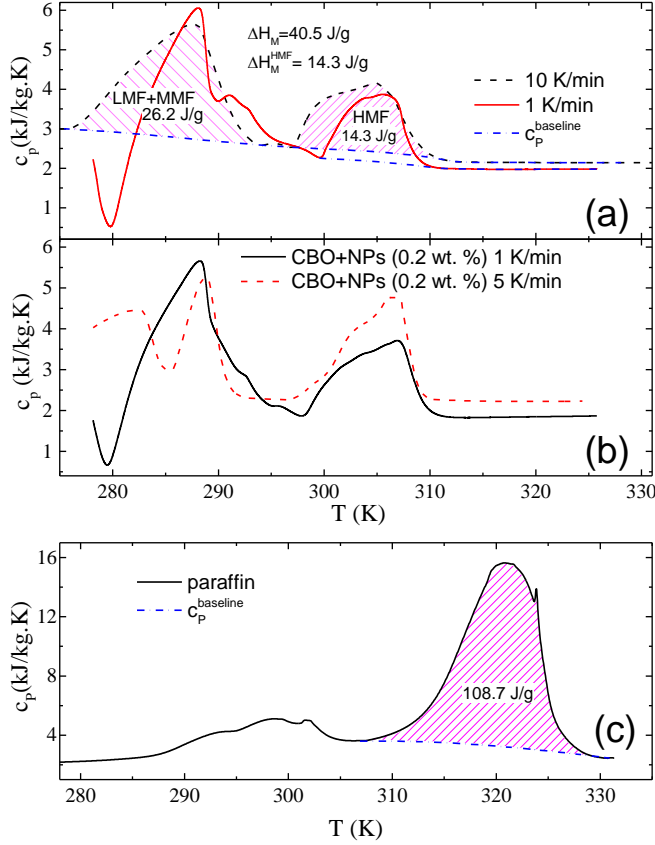 6
5
4
3
2
1
c_p (kJ/kg.K)
ΔH_M=40.5 J/g
ΔH_M^HMF= 14.3 J/g
LMF+MMF
26.2 J/g
HMF
14.3 J/g
10 K/min
1 K/min
c_P^baseline
(a)
6
5
4
3
2
1
c_p (kJ/kg.K)
CBO+NPs (0.2 wt. %) 1 K/min
CBO+NPs (0.2 wt. %) 5 K/min
(b)
280 290 300 310 320 330
T (K)
16
12
8
4
0
c_p(kJ/kg.K)
paraffin
c_P^baseline
108.7 J/g
(c)
280 290 300 310 320 330
T (K)